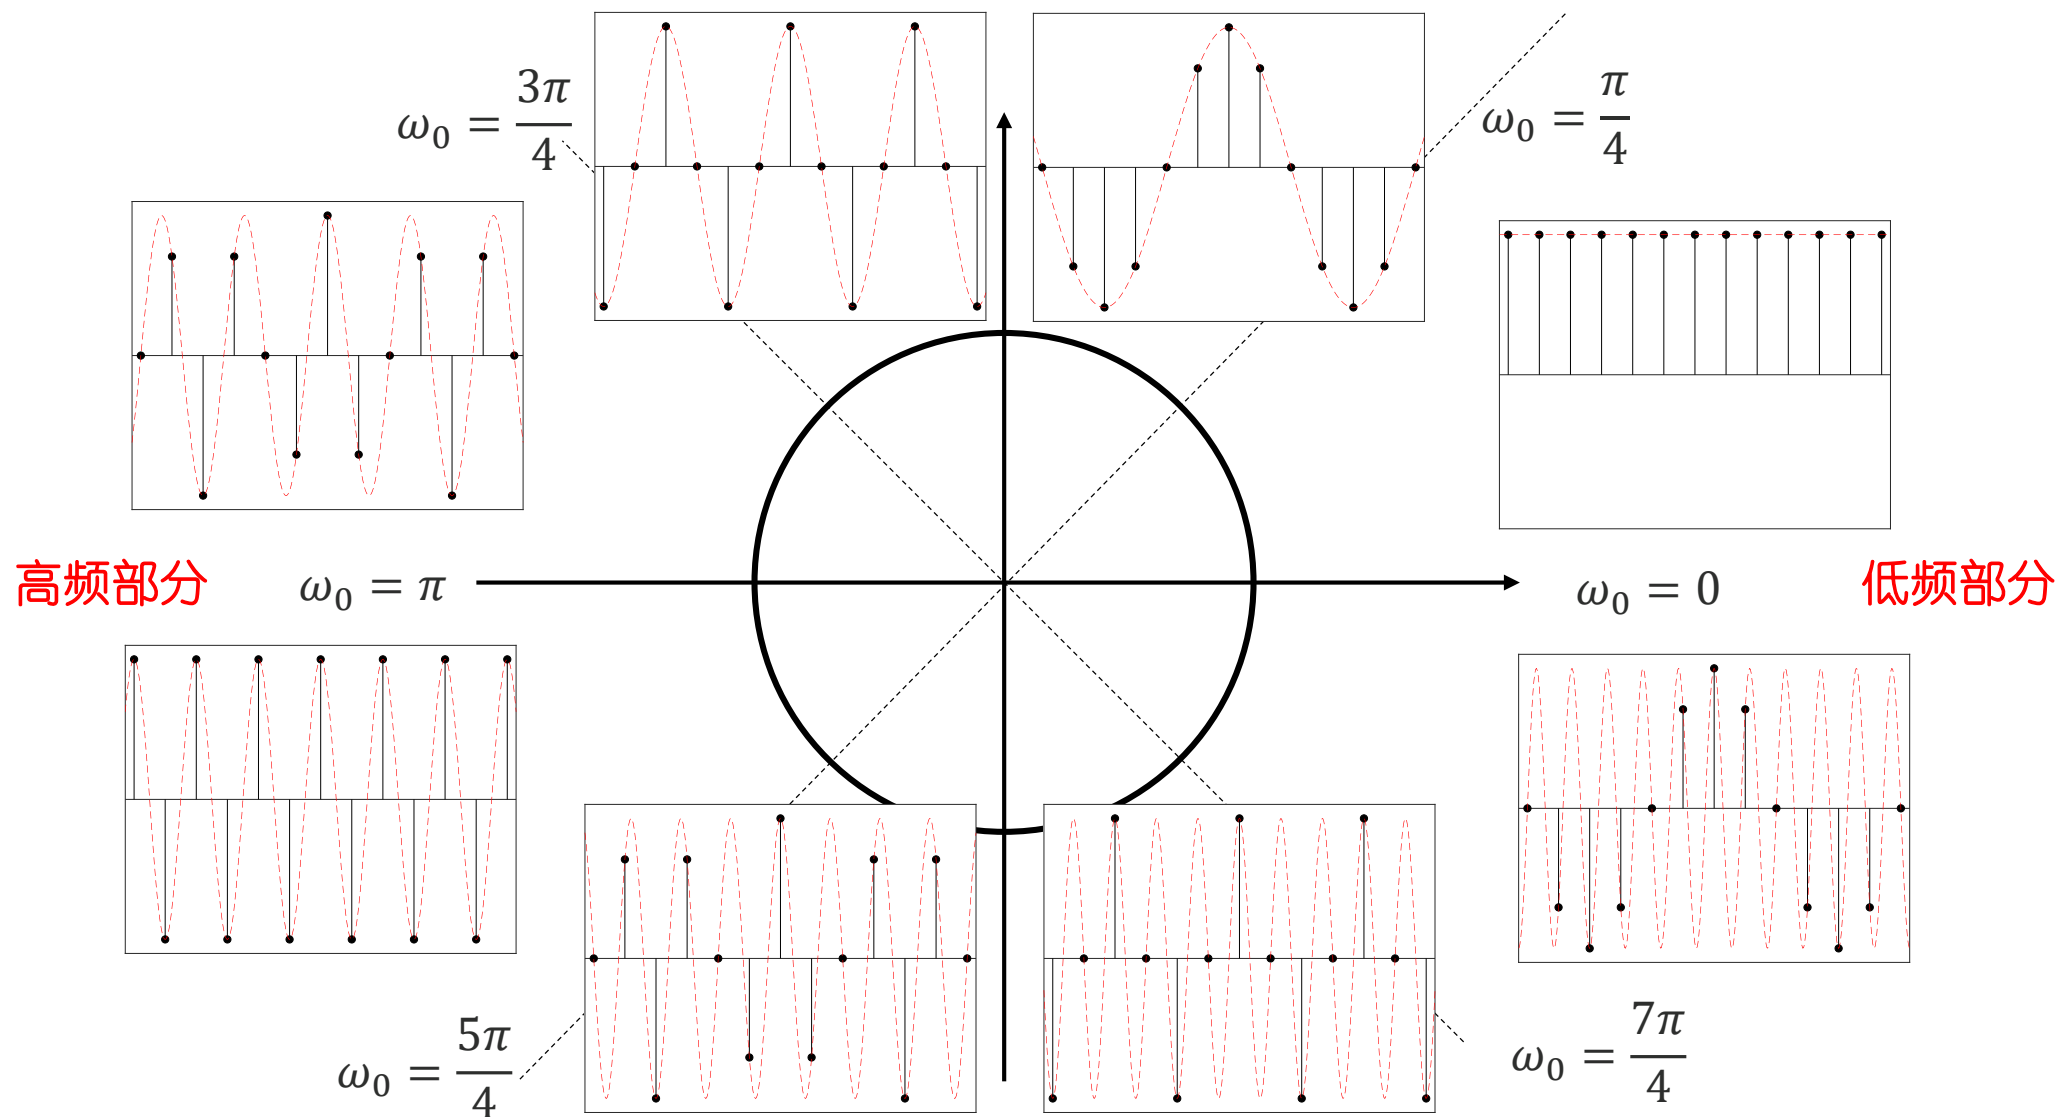 ω₀ = 3π/4
ω₀ = π/4
高频部分
ω₀ = π
ω₀ = 0
低频部分
ω₀ = 5π/4
ω₀ = 7π/4